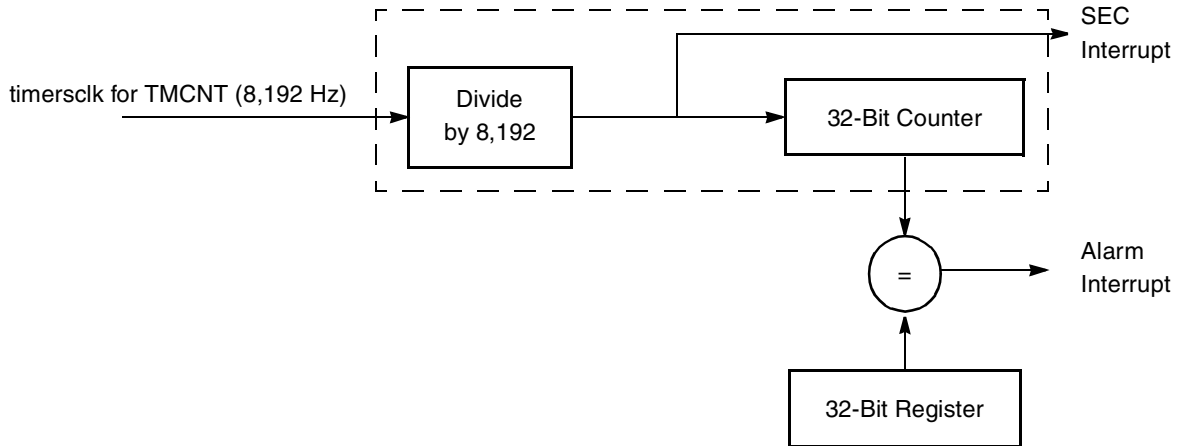 SEC
Interrupt
timersclk for TMCNT (8,192 Hz)
Divide
by 8,192
32-Bit Counter
Alarm
Interrupt
=
32-Bit Register